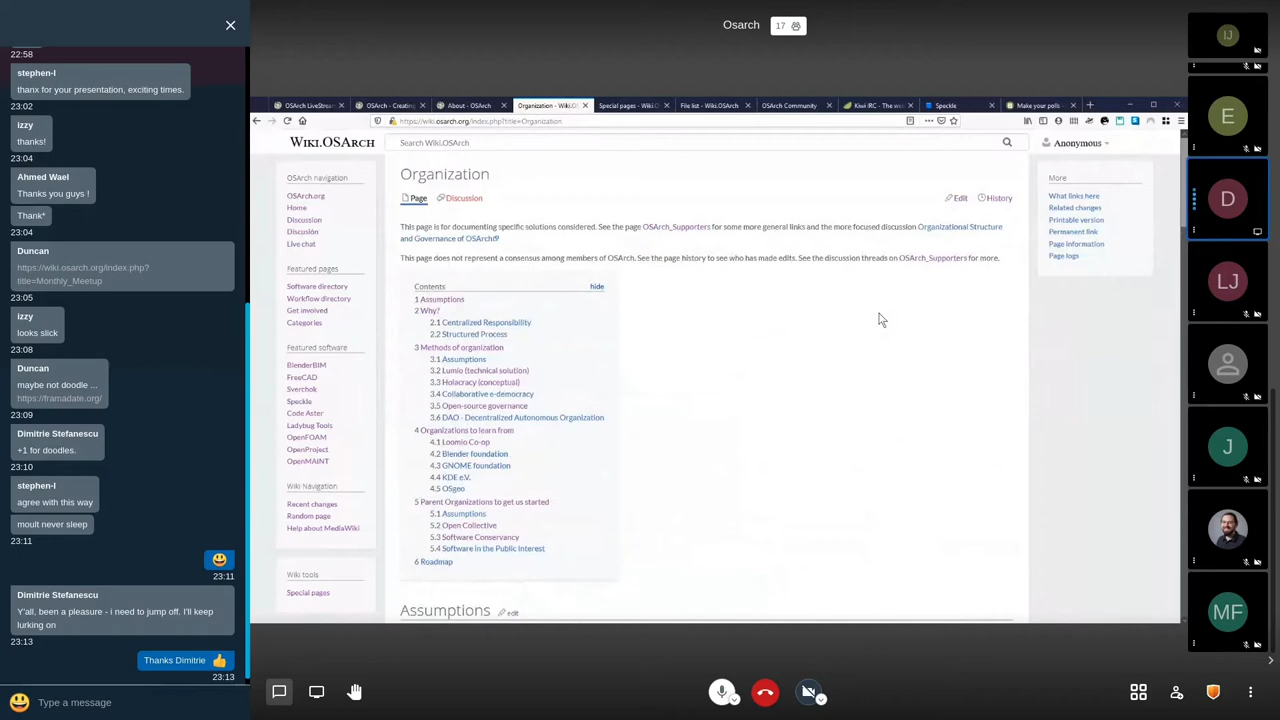 22:58
stephen-l
thanx for your presentation, exciting times.
23:02
izzy
thanks!
23:04
Ahmed Wael
Thanks you guys !
Thank*
23:04
Duncan
https://wiki.osarch.org/index.php?
title=Monthly_Meetup
23:05
izzy
looks slick
23:08
Duncan
maybe not doodle ...
https://framadate.org/
23:09
Dimitrie Stefanescu
+1 for doodles.
23:10
stephen-l
agree with this way
moult never sleep
23:11
😃
23:11
Dimitrie Stefanescu
Y'all, been a pleasure - i need to jump off. I'll keep
lurking on
23:13
Thanks Dimitrie 👍
23:13
Type a message
Osarch 17
OSArch LiveStream
OSArch - Creating
About - OSArch
Organization - Wiki.OS
Special pages - Wiki.O
File list - Wiki.OSArch
OSArch Community
Kiwi IRC - The we
Speckle
Make your polls -
https://wiki.osarch.org/index.php?title=Organization
Wiki.OSArch
Search Wiki.OSArch
Anonymous
OSArch navigation
OSArch.org
Home
Discussion
Discusión
Live chat
Featured pages
Software directory
Workflow directory
Get involved
Categories
Featured software
BlenderBIM
FreeCAD
Sverchok
Speckle
Code Aster
Ladybug Tools
OpenFOAM
OpenProject
OpenMAINT
Wiki Navigation
Recent changes
Random page
Help about MediaWiki
Wiki tools
Special pages
Organization
Page Discussion Edit History
This page is for documenting specific solutions considered. See the page OSArch_Supporters for some more general links and the more focused discussion Organizational Structure
and Governance of OSArch
This page does not represent a consensus among members of OSArch. See the page history to see who has made edits. See the discussion threads on OSArch_Supporters for more.
Contents hide
1 Assumptions
2 Why?
2.1 Centralized Responsibility
2.2 Structured Process
3 Methods of organization
3.1 Assumptions
3.2 Lumio (technical solution)
3.3 Holacracy (conceptual)
3.4 Collaborative e-democracy
3.5 Open-source governance
3.6 DAO - Decentralized Autonomous Organization
4 Organizations to learn from
4.1 Loomio Co-op
4.2 Blender foundation
4.3 GNOME foundation
4.4 KDE e.V.
4.5 OSgeo
5 Parent Organizations to get us started
5.1 Assumptions
5.2 Open Collective
5.3 Software Conservancy
5.4 Software in the Public Interest
6 Roadmap
Assumptions edit
More
What links here
Related changes
Printable version
Permanent link
Page information
Page logs
IJ
E
D
LJ
J
MF